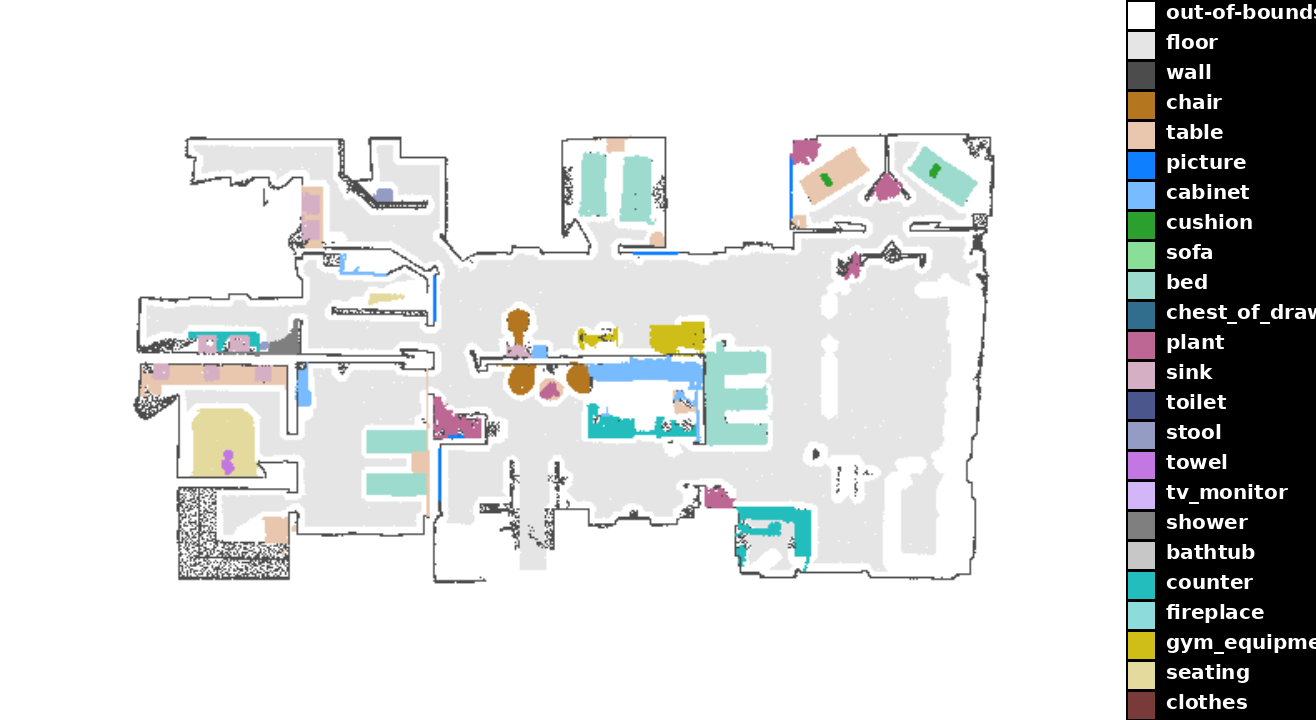 out-of-bounds
floor
wall
chair
table
picture
cabinet
cushion
sofa
bed
chest_of_draw
plant
sink
toilet
stool
towel
tv_monitor
shower
bathtub
counter
fireplace
gym_equipme
seating
clothes